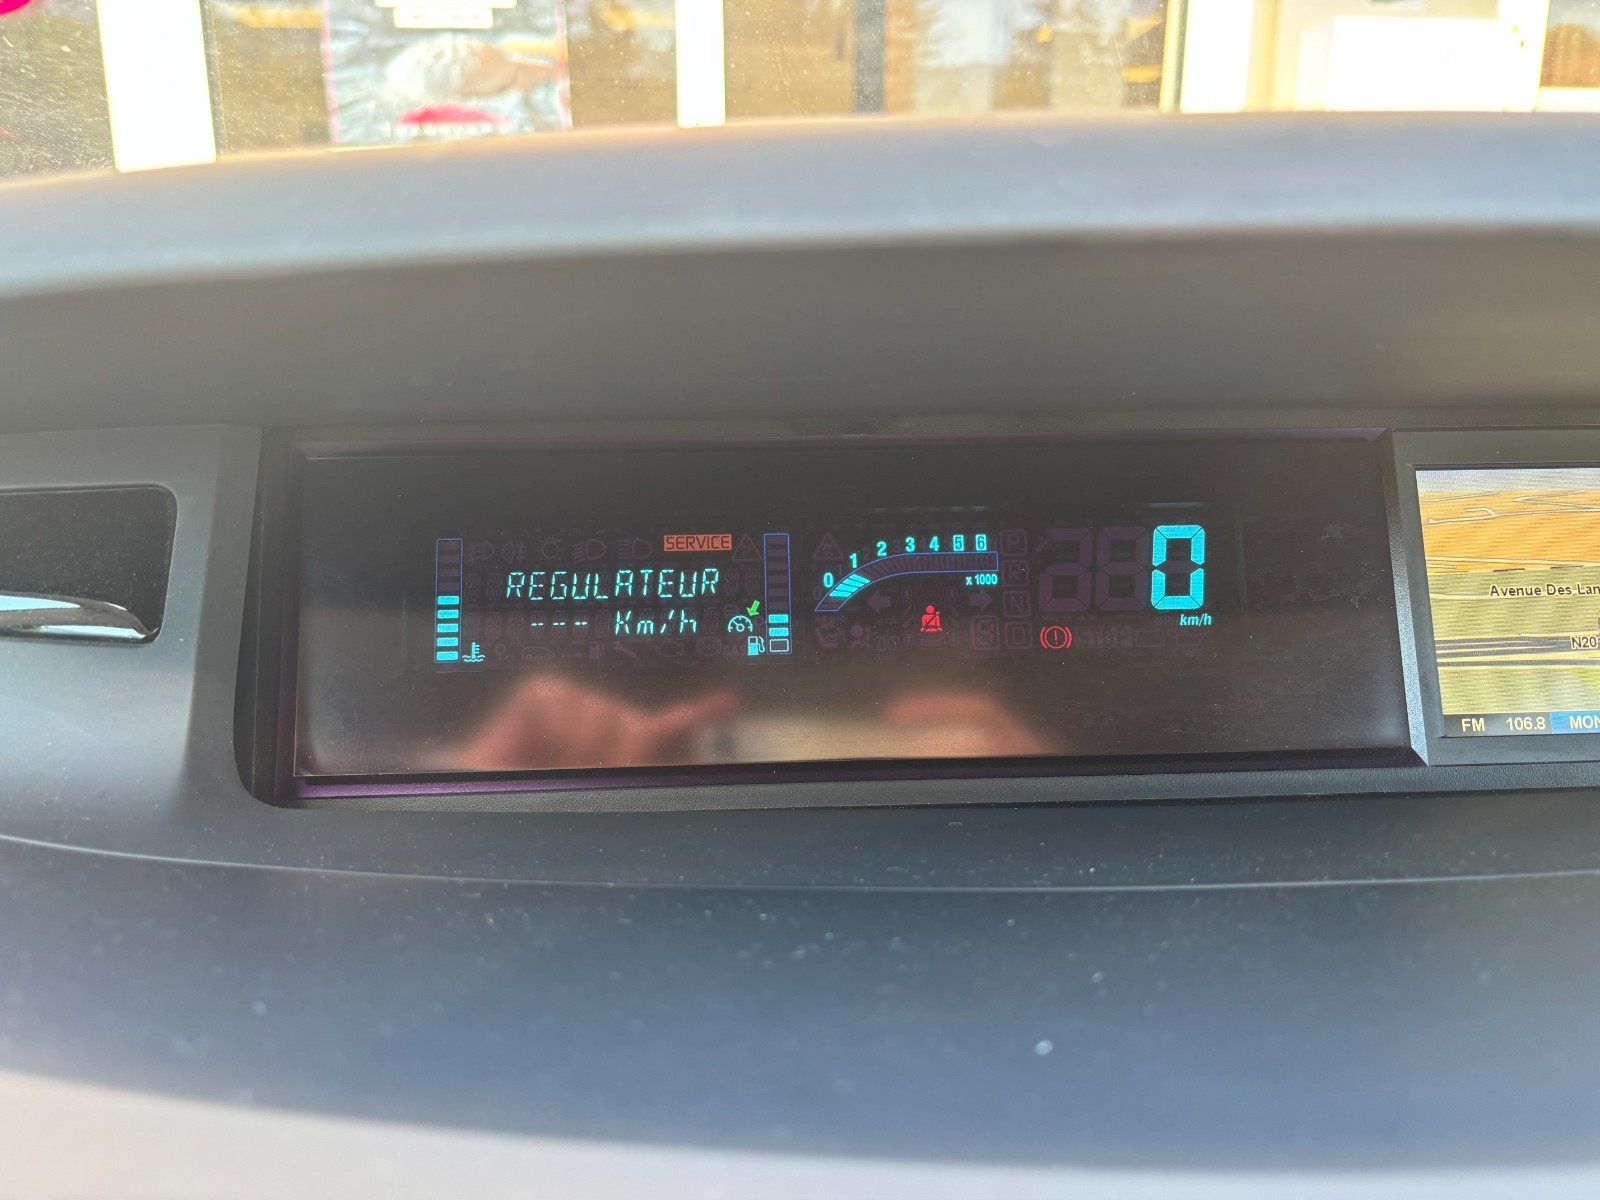 SERVICE
REGULATEUR
--- Km/h
0 1 2 3 4 5 6
x 1000
0
km/h
P
R
N
D
Avenue Des Lan
N20
FM 106.8 MON